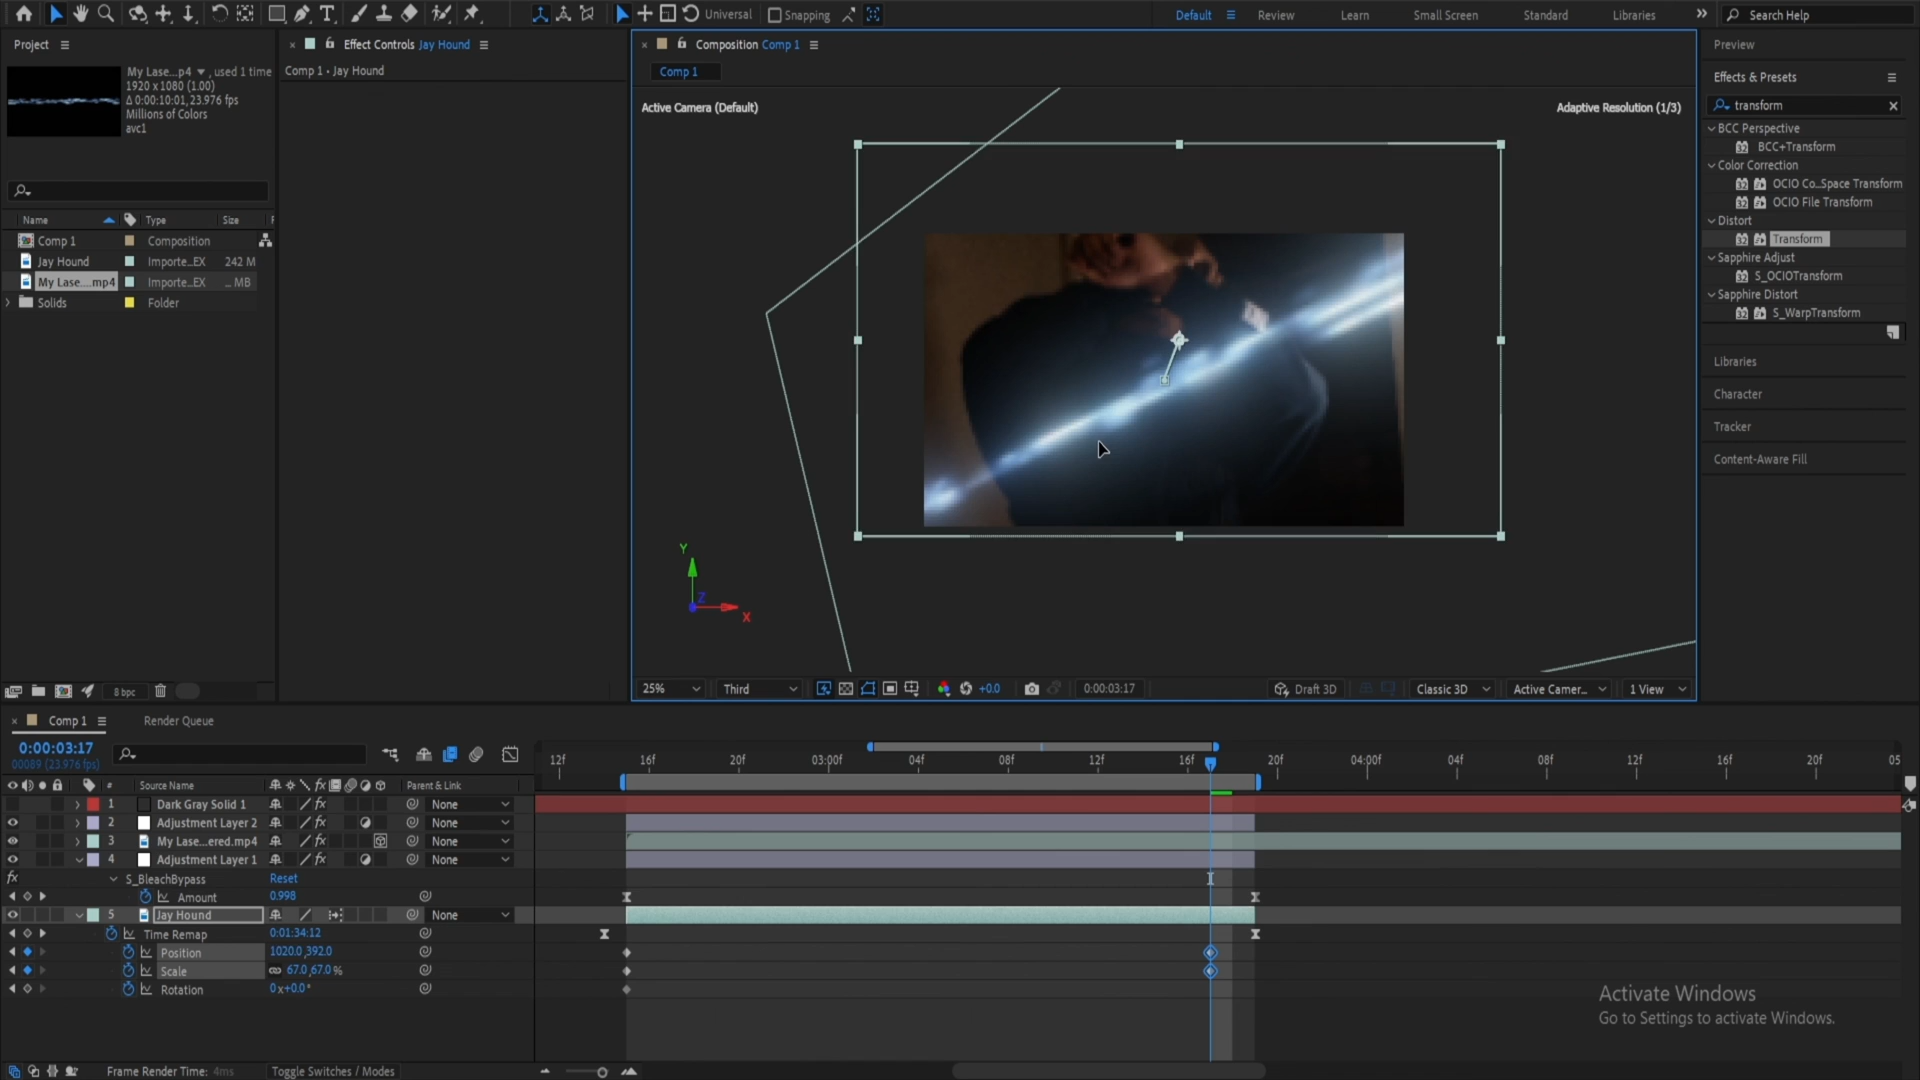 Universal
Snapping
Default
Review
Learn
Small Screen
Standard
Libraries
Search Help
Project
My Lase...p4 , used 1 time
1920 x 1080 (1.00)
Δ 0:00:10:01, 23.976 fps
Millions of Colors
avc1
Name
Type
Size
Comp 1
Composition
Jay Hound
Importe...EX
242 M
My Lase....mp4
Importe...EX
... MB
Solids
Folder
8 bpc
Effect Controls Jay Hound
Comp 1 • Jay Hound
Composition Comp 1
Comp 1
Active Camera (Default)
Adaptive Resolution (1/3)
Y
Z
X
25%
Third
+0.0
0:00:03:17
Draft 3D
Classic 3D
Active Camer...
1 View
Preview
Effects & Presets
transform
BCC Perspective
BCC+Transform
Color Correction
OCIO Co...Space Transform
OCIO File Transform
Distort
Transform
Sapphire Adjust
S_OCIOTransform
Sapphire Distort
S_WarpTransform
Libraries
Character
Tracker
Content-Aware Fill
Comp 1
Render Queue
0:00:03:17
00089 (23.976 fps)
12f
16f
20f
03:00f
04f
08f
12f
16f
20f
04:00f
04f
08f
12f
16f
20f
05
#
Source Name
fx
Parent & Link
1
Dark Gray Solid 1
fx
None
2
Adjustment Layer 2
fx
None
3
My Lase...ered.mp4
fx
None
4
Adjustment Layer 1
fx
None
fx
S_BleachBypass
Reset
Amount
0.998
5
Jay Hound
None
Time Remap
0:01:34:12
Position
1020.0,392.0
Scale
67.0,67.0 %
Rotation
0x+0.0°
Activate Windows
Go to Settings to activate Windows.
Frame Render Time: 4ms
Toggle Switches / Modes